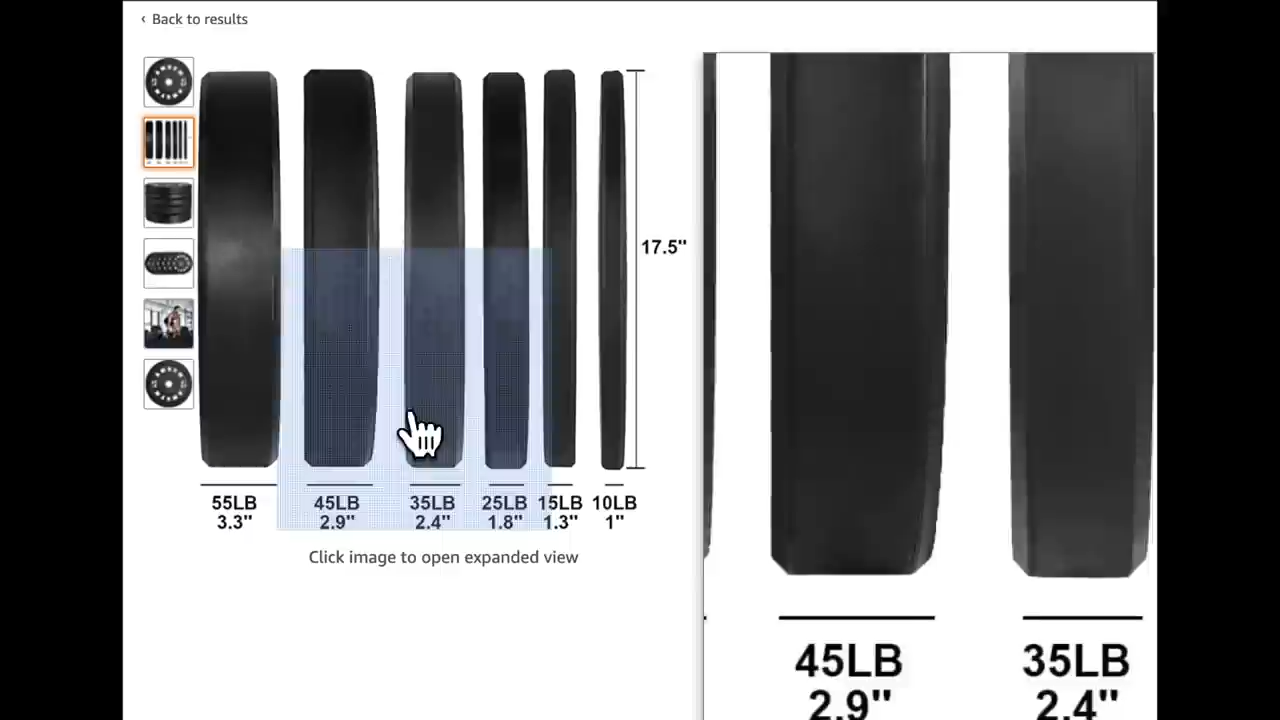 ‹ Back to results
17.5"
55LB 45LB 35LB 25LB 15LB 10LB
3.3" 2.9" 2.4" 1.8" 1.3" 1"
Click image to open expanded view
45LB 35LB
2.9" 2.4"